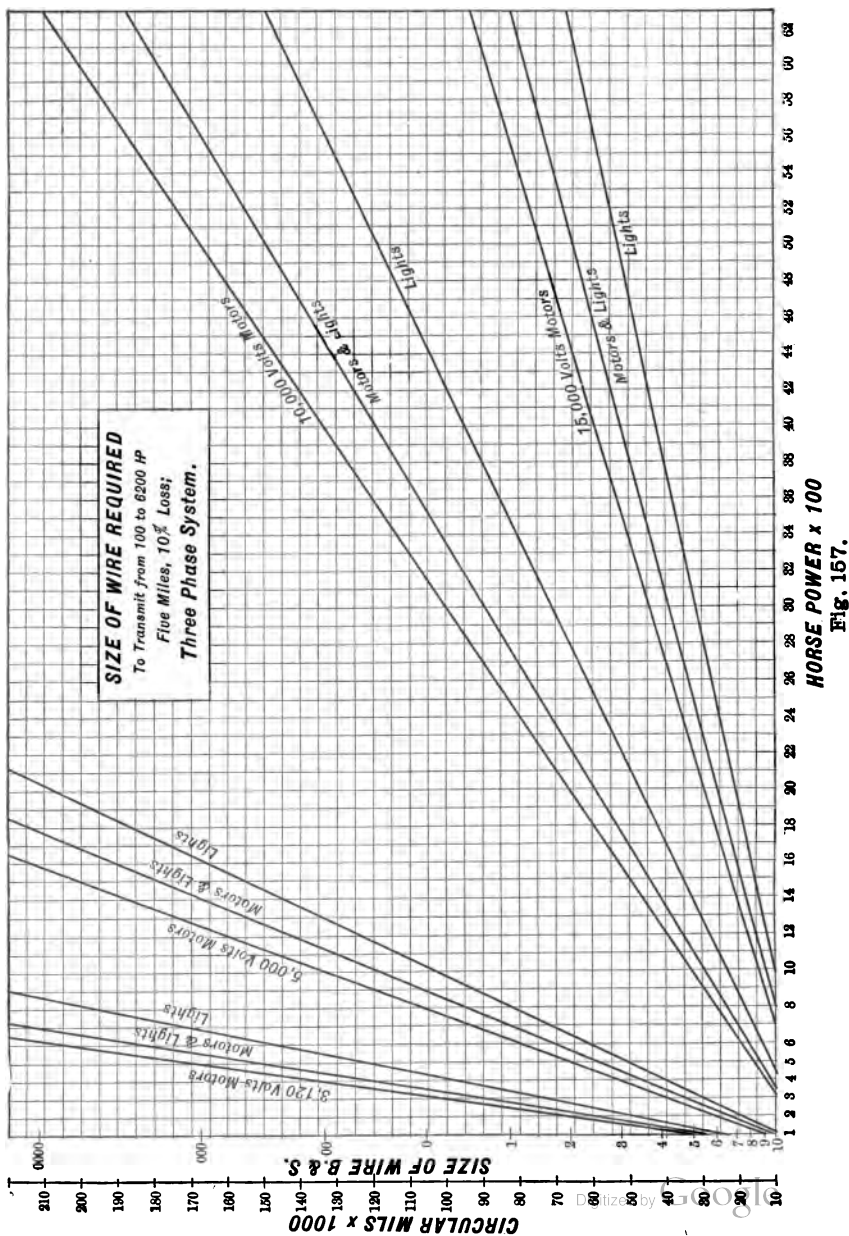 SIZE OF WIRE REQUIRED
To Transmit from 100 to 6200 HP
Five Miles, 10% Loss;
Three Phase System.
3,120 Volts Motors
Motors & Lights
Lights
5,000 Volts Motors
Motors & Lights
Lights
10,000 Volts Motors
Motors & Lights
Lights
15,000 Volts Motors
Motors & Lights
Lights
CIRCULAR MILS x 1000
210 200 190 180 170 160 150 140 130 120 110 100 90 80 70 60 50 40 30 20 10
SIZE OF WIRE B. & S.
0000 000 00 0 1 2 3 4 5 6 7 8 9 10
1 2 3 4 5 6 8 10 12 14 16 18 20 22 24 26 28 30 32 34 36 38 40 42 44 46 48 50 52 54 56 58 60 62
HORSE POWER x 100
Fig. 157.
Digitized by Google